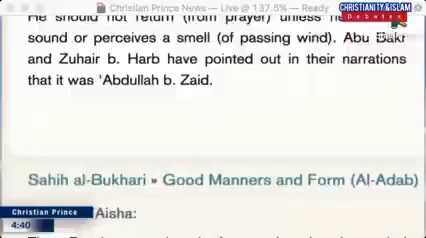 Christian Prince News — Live @ 137.5% — Ready
CHRISTIANITY & ISLAM
Debates
He should not return (from prayer) unless he
sound or perceives a smell (of passing wind). Abu Bakr
and Zuhair b. Harb have pointed out in their narrations
that it was 'Abdullah b. Zaid.
Sahih al-Bukhari » Good Manners and Form (Al-Adab)
Christian Prince
Aisha:
4:40